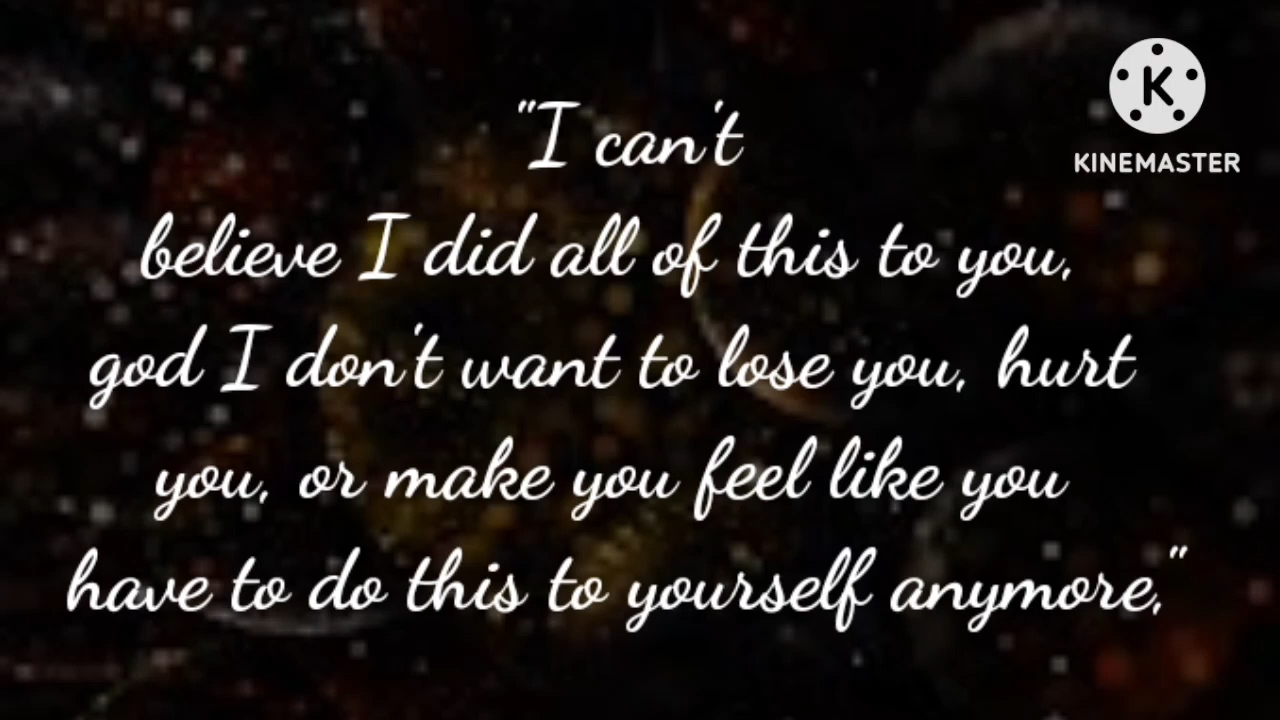 "I can't
believe I did all of this to you,
god I don't want to lose you, hurt
you, or make you feel like you
have to do this to yourself anymore,"
K
KINEMASTER